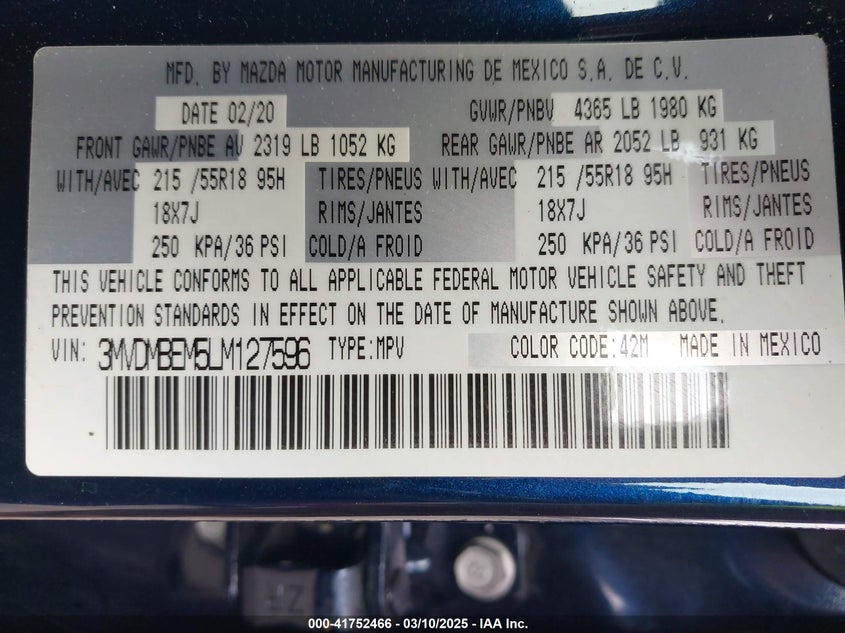 MFD. BY MAZDA MOTOR MANUFACTURING DE MEXICO S.A. DE C.V.
DATE 02/20 GVWR/PNBV 4365 LB 1980 KG
FRONT GAWR/PNBE AV 2319 LB 1052 KG REAR GAWR/PNBE AR 2052 LB 931 KG
WITH/AVEC 215 /55R18 95H TIRES/PNEUS WITH/AVEC 215 /55R18 95H TIRES/PNEUS
18X7J RIMS/JANTES 18X7J RIMS/JANTES
250 KPA/36 PSI COLD/A FROID 250 KPA/36 PSI COLD/A FROID
THIS VEHICLE CONFORMS TO ALL APPLICABLE FEDERAL MOTOR VEHICLE SAFETY AND THEFT
PREVENTION STANDARDS IN EFFECT ON THE DATE OF MANUFACTURE SHOWN ABOVE.
VIN: 3MVDMBEM5LM127596 TYPE:MPV COLOR CODE:42M MADE IN MEXICO
000-41752466 - 03/10/2025 - IAA Inc.